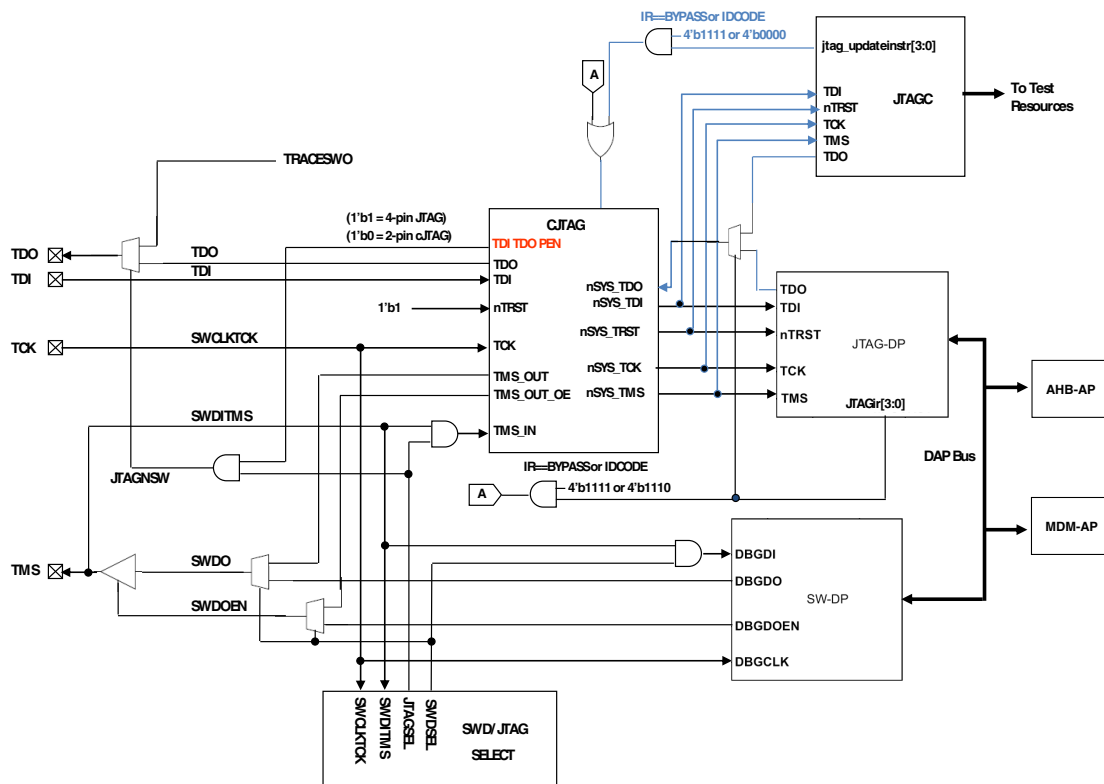 IR==BYPASSor IDCODE
4'b1111 or 4'b0000
jtag_updateinstr[3:0]
A
TDI
JTAGC
nTRST
TCK
TMS
TDO
To Test
Resources
TRACESWO
(1'b1 = 4-pin JTAG)
(1'b0 = 2-pin cJTAG)
CJTAG
TDI TDO PEN
TDO
TDO
TDO
TDI
TDI
TDI
nSYS_TDO
nSYS_TDI
1'b1
nTRST
nSYS_TRST
TCK
SWCLKTCK
TCK
nSYS_TCK
TMS_OUT
TMS_OUT_OE
nSYS_TMS
SWDITMS
TMS_IN
TDO
TDI
nTRST
JTAG-DP
TCK
TMS
JTAGir[3:0]
AHB-AP
DAP Bus
MDM-AP
JTAGNSW
IR==BYPASSor IDCODE
A
4'b1111 or 4'b1110
TMS
SWDO
SWDOEN
DBGDI
DBGDO
SW-DP
DBGDOEN
DBGCLK
SWCLKTCK
SWDITMS
JTAGSEL
SWDSEL
SWD/JTAG
SELECT